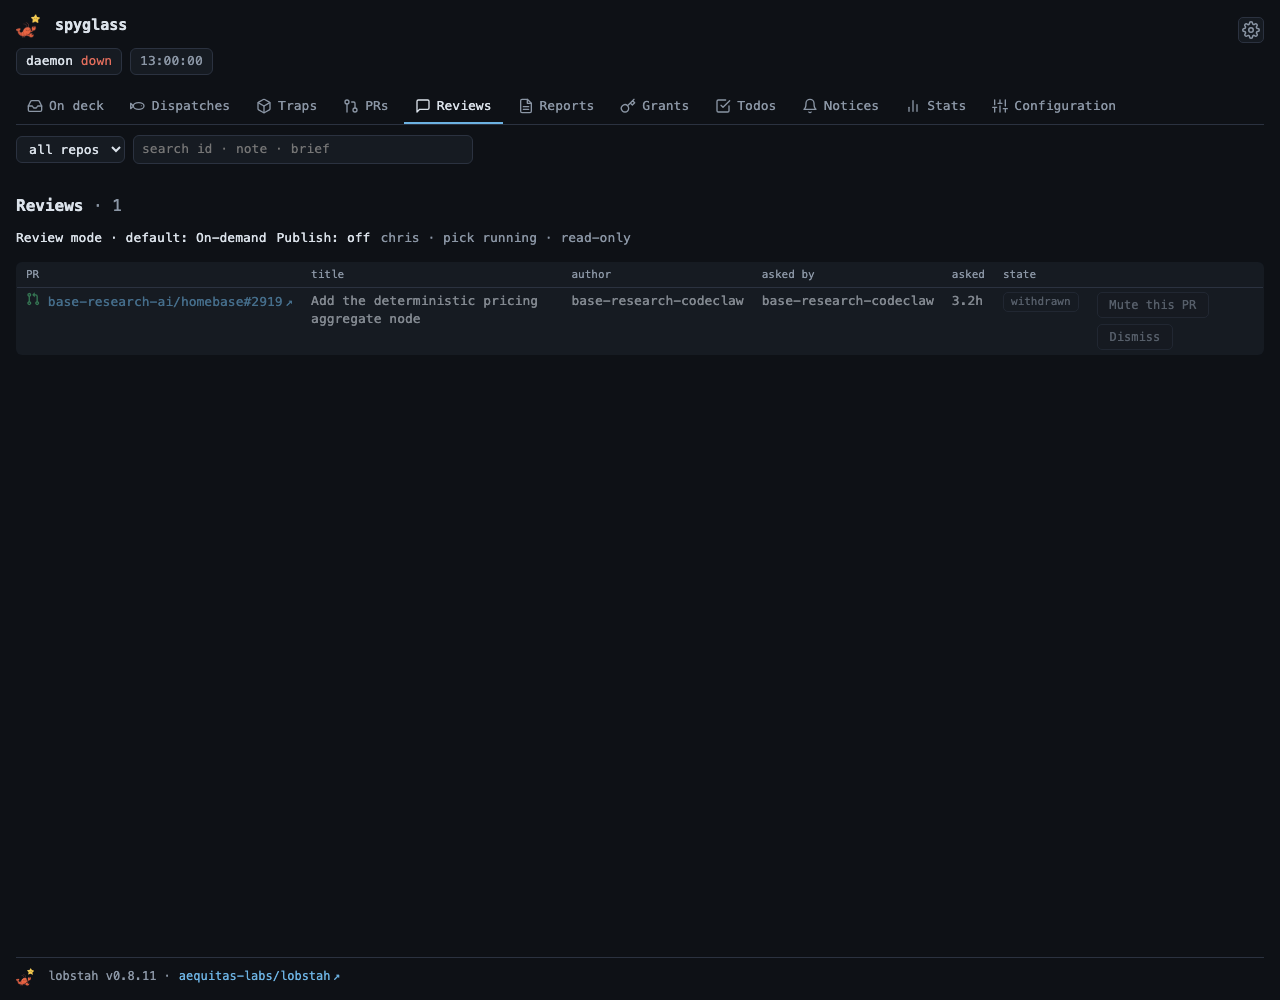 spyglass
daemon down 13:00:00
On deck Dispatches Traps PRs Reviews Reports Grants Todos Notices Stats Configuration
all repos search id · note · brief
Reviews · 1
Review mode · default: On-demand Publish: off chris · pick running · read-only
PR title author asked by asked state
base-research-ai/homebase#2919↗ Add the deterministic pricing base-research-codeclaw base-research-codeclaw 3.2h withdrawn Mute this PR
aggregate node
Dismiss
lobstah v0.8.11 · aequitas-labs/lobstah↗